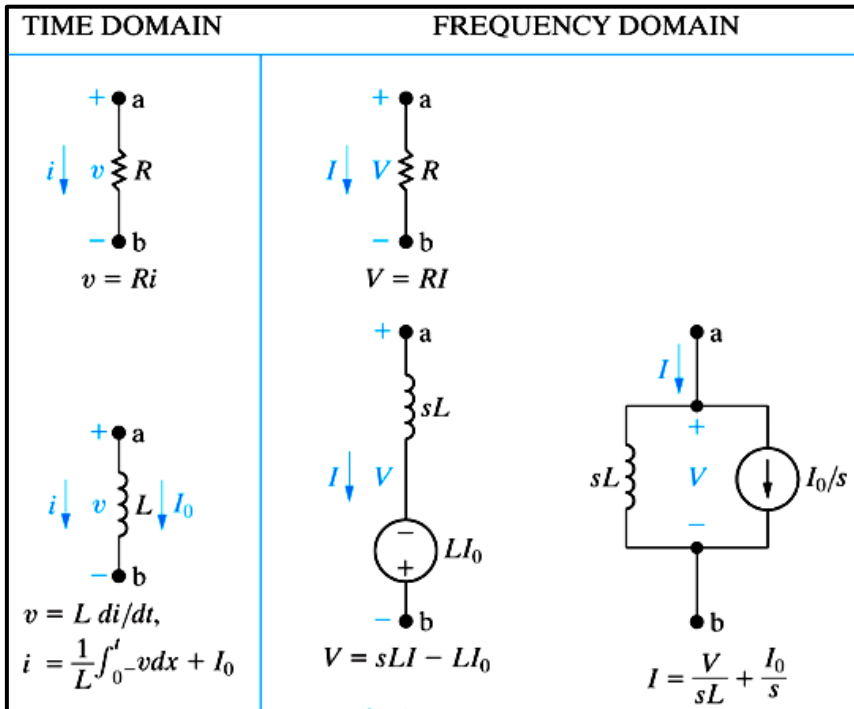 TIME DOMAIN
FREQUENCY DOMAIN
+ a
i v R
− b
v = Ri
+ a
I V R
− b
V = RI
+ a
i v L I₀
− b
v = L di/dt,
i = 1/L ∫₀₋ᵗ vdx + I₀
+ a
sL
I V
−
+
LI₀
− b
V = sLI − LI₀
a
I
+
sL V I₀/s
−
b
I = V/sL + I₀/s